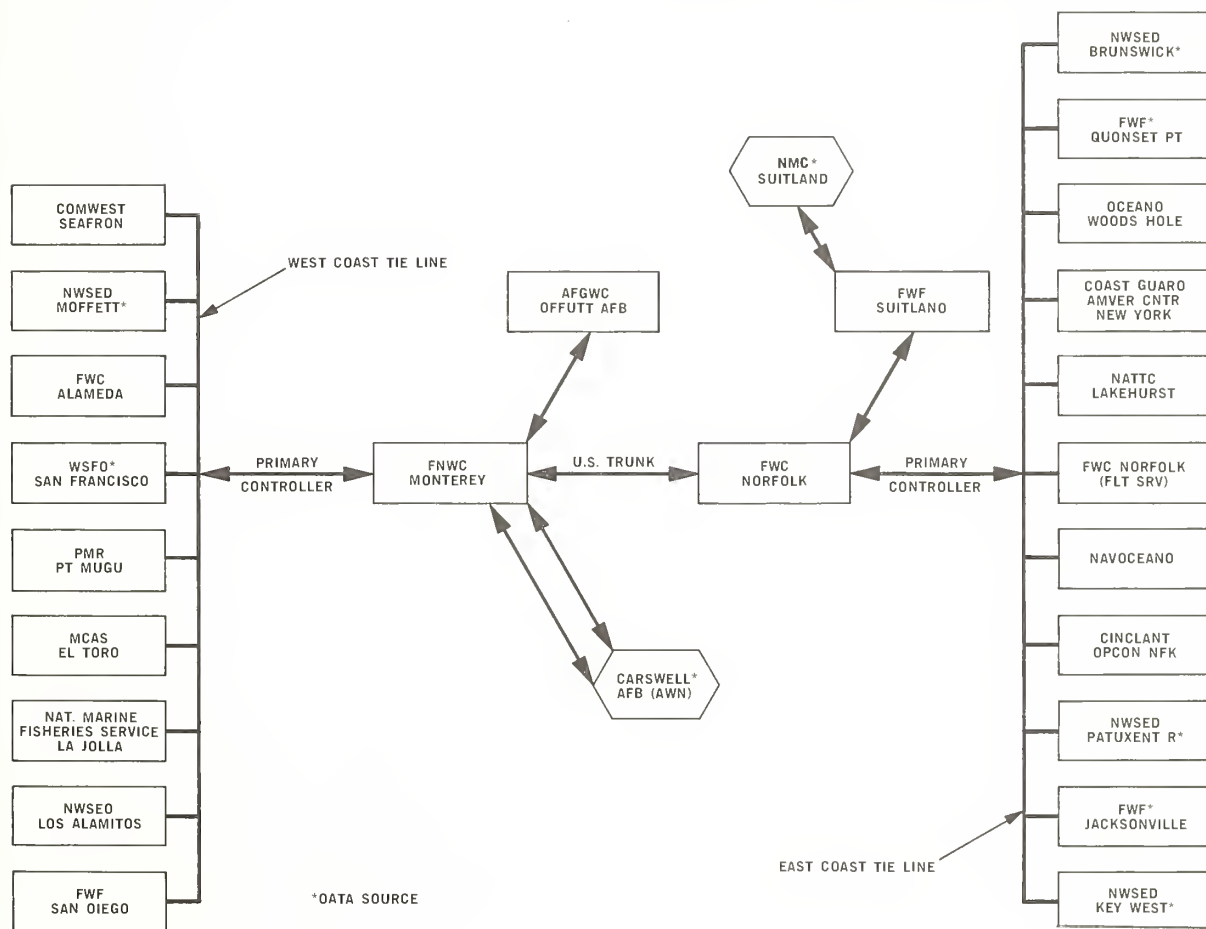 COMWEST
SEAFRON
NWSED
MOFFETT*
FWC
ALAMEDA
WSFO*
SAN FRANCISCO
PMR
PT MUGU
MCAS
EL TORO
NAT. MARINE
FISHERIES SERVICE
LA JOLLA
NWSEO
LOS ALAMITOS
FWF
SAN OIEGO
WEST COAST TIE LINE
PRIMARY
CONTROLLER
FNWC
MONTEREY
AFGWC
OFFUTT AFB
U.S. TRUNK
CARSWELL*
AFB (AWN)
*OATA SOURCE
NMC*
SUITLAND
FWF
SUITLANO
FWC
NORFOLK
PRIMARY
CONTROLLER
EAST COAST TIE LINE
NWSED
BRUNSWICK*
FWF*
QUONSET PT
OCEANO
WOODS HOLE
COAST GUARO
AMVER CNTR
NEW YORK
NATTC
LAKEHURST
FWC NORFOLK
(FLT SRV)
NAVOCEANO
CINCLANT
OPCON NFK
NWSED
PATUXENT R*
FWF*
JACKSONVILLE
NWSED
KEY WEST*